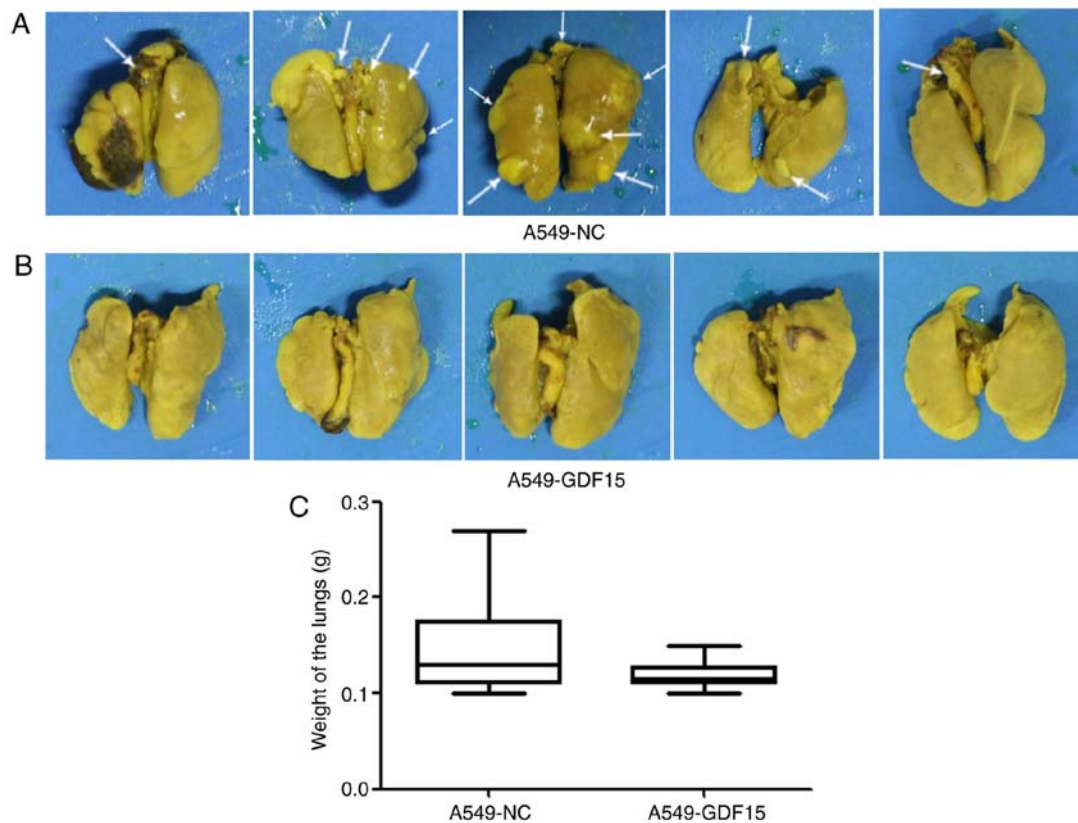 A
A549-NC
B
A549-GDF15
C
Weight of the lungs (g)
0.3
0.2
0.1
0.0
A549-NC
A549-GDF15